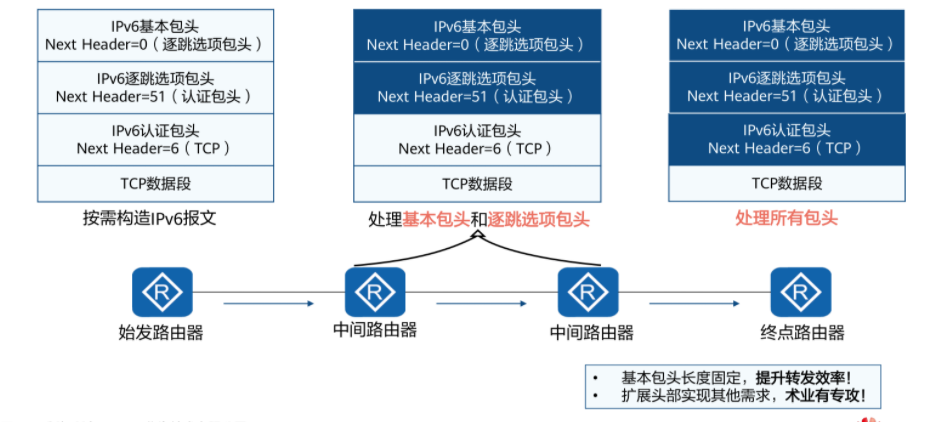 IPv6基本包头
Next Header=0（逐跳选项包头）
IPv6逐跳选项包头
Next Header=51（认证包头）
IPv6认证包头
Next Header=6（TCP）
TCP数据段
按需构造IPv6报文
IPv6基本包头
Next Header=0（逐跳选项包头）
IPv6逐跳选项包头
Next Header=51（认证包头）
IPv6认证包头
Next Header=6（TCP）
TCP数据段
处理基本包头和逐跳选项包头
IPv6基本包头
Next Header=0（逐跳选项包头）
IPv6逐跳选项包头
Next Header=51（认证包头）
IPv6认证包头
Next Header=6（TCP）
TCP数据段
处理所有包头
R
R
R
R
始发路由器
中间路由器
中间路由器
终点路由器
• 基本包头长度固定，提升转发效率！
• 扩展头部实现其他需求，术业有专攻！